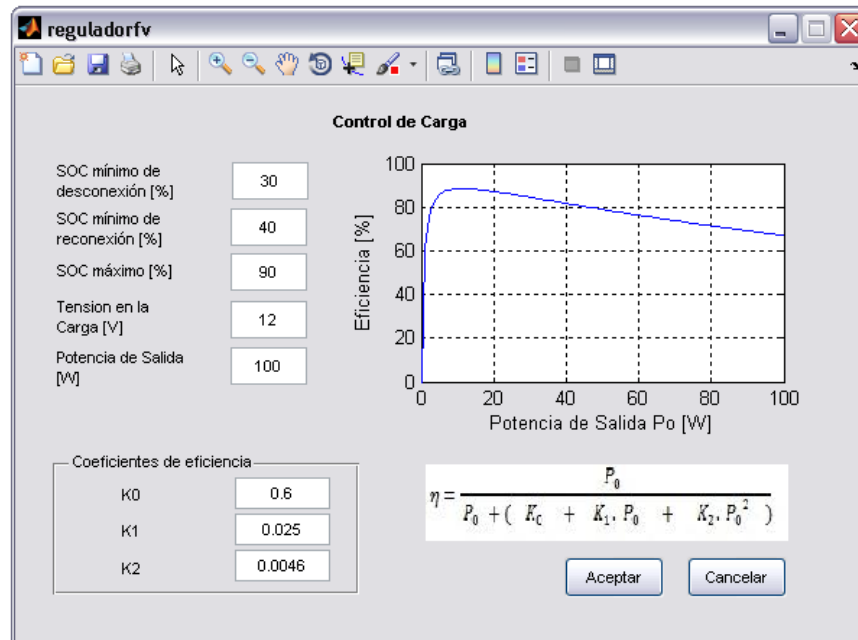 reguladorfv
Control de Carga
SOC mínimo de
desconexión [%]
30
SOC mínimo de
reconexión [%]
40
SOC máximo [%]
90
Tension en la
Carga [V]
12
Potencia de Salida
[W]
100
Eficiencia [%]
100
80
60
40
20
0
0 20 40 60 80 100
Potencia de Salida Po [W]
Coeficientes de eficiencia
K0 0.6
K1 0.025
K2 0.0046
η = P₀ / P₀ + ( K₀ + K₁. P₀ + K₂. P₀² )
Aceptar Cancelar